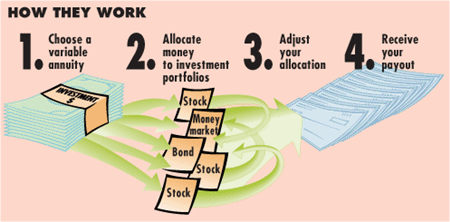 HOW THEY WORK
1. Choose a
variable
annuity
2. Allocate
money
to investment
portfolios
3. Adjust
your
allocation
4. Receive
your
payout
INVESTMENT
$
Stock
Money
market
Bond
Stock
Stock